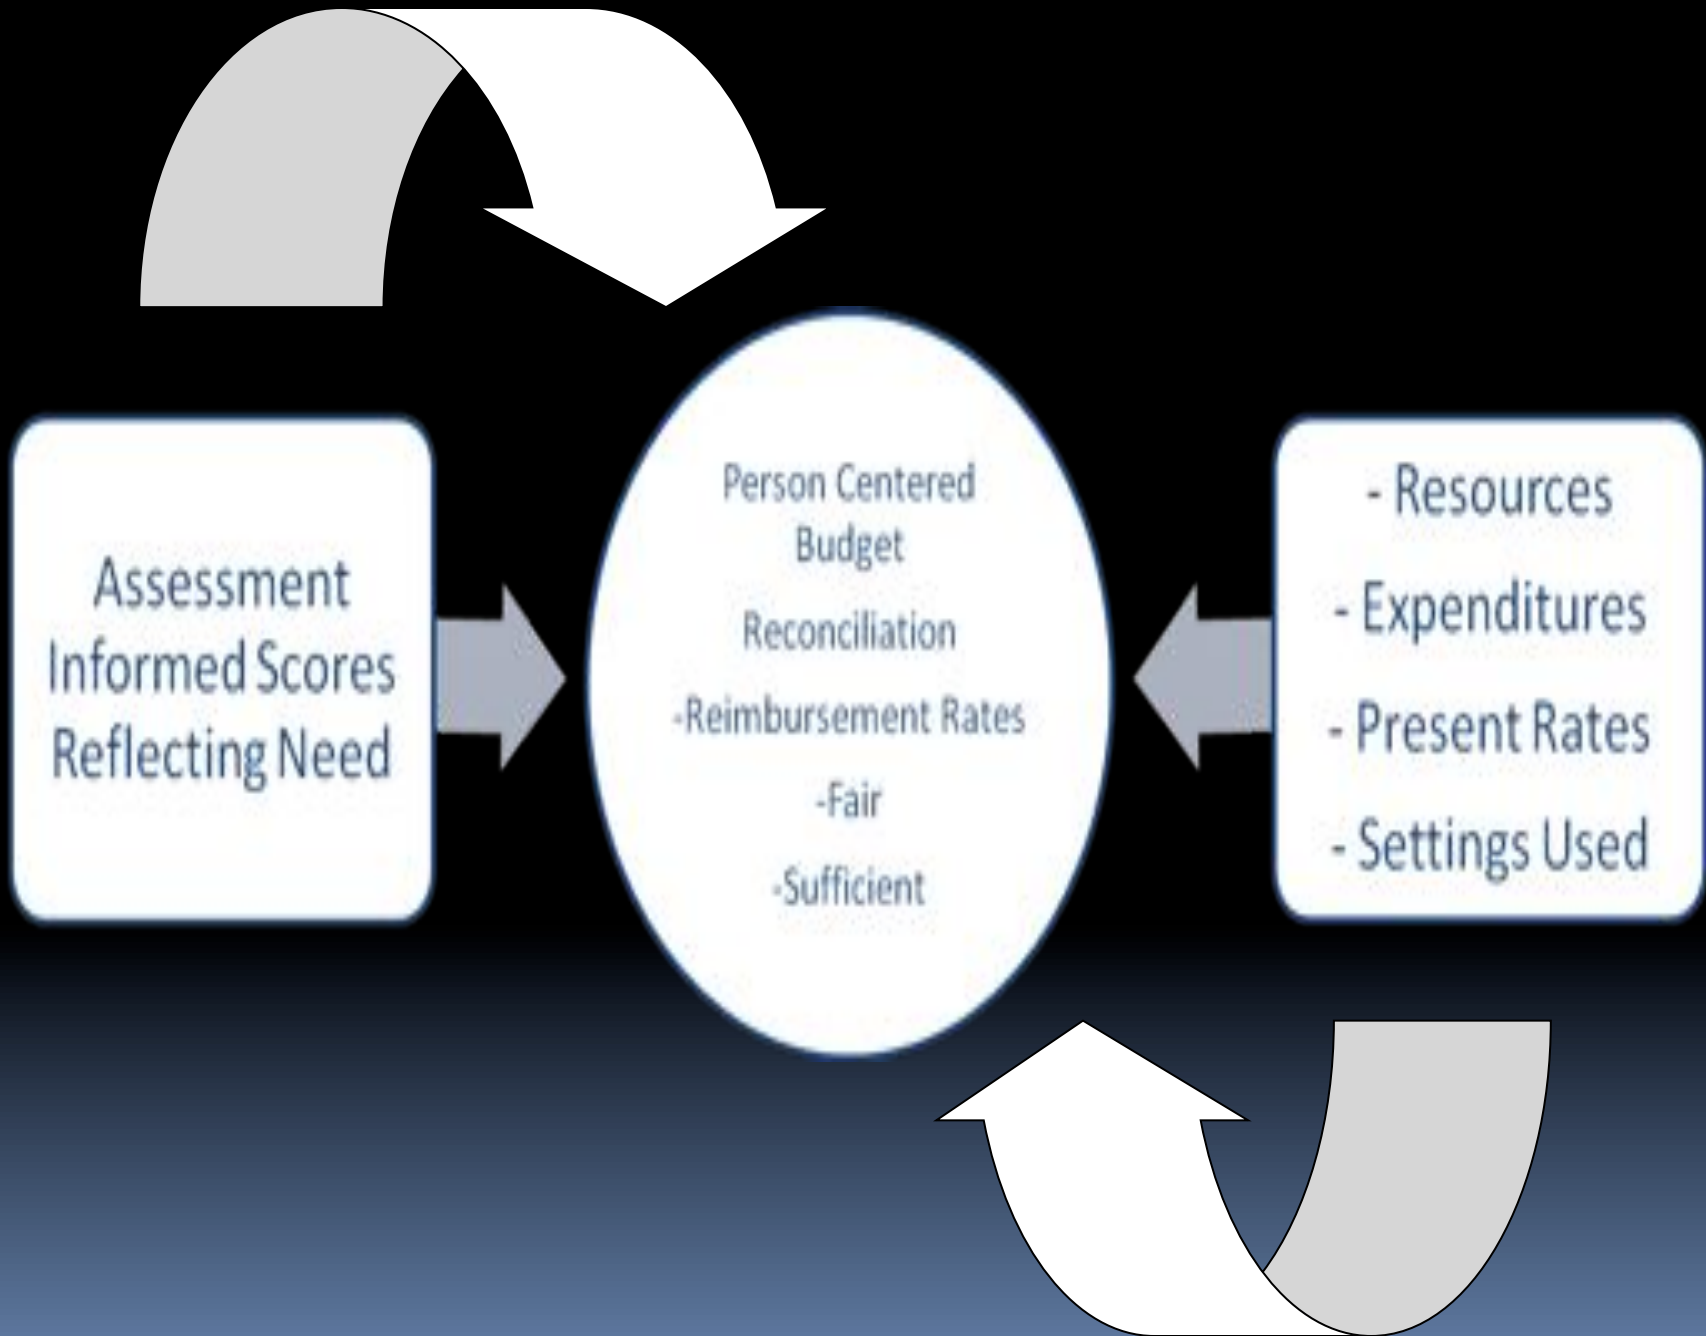 Assessment
Informed Scores
Reflecting Need
Person Centered
Budget
Reconciliation
-Reimbursement Rates
-Fair
-Sufficient
- Resources
- Expenditures
- Present Rates
- Settings Used